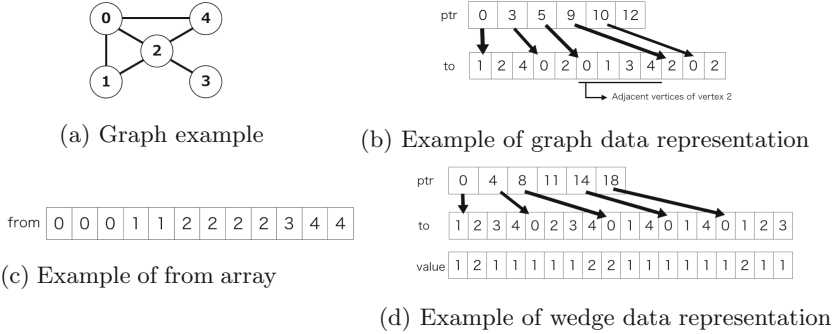 0 4
2
1 3
(a) Graph example
ptr 0 3 5 9 10 12
to 1 2 4 0 2 0 1 3 4 2 0 2
Adjacent vertices of vertex 2
(b) Example of graph data representation
from 0 0 0 1 1 2 2 2 2 3 4 4
(c) Example of from array
ptr 0 4 8 11 14 18
to 1 2 3 4 0 2 3 4 0 1 4 0 1 4 0 1 2 3
value 1 2 1 1 1 1 1 2 2 1 1 1 1 1 1 2 1 1
(d) Example of wedge data representation